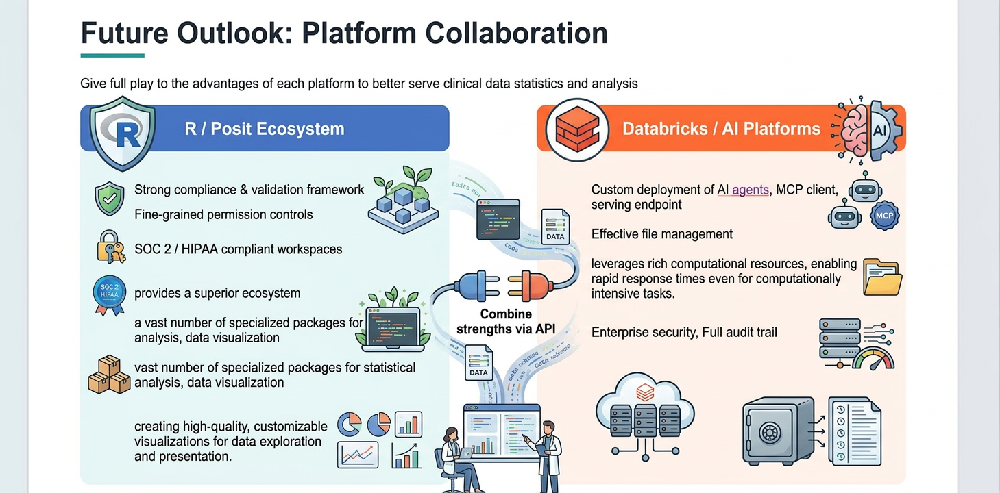 Future Outlook: Platform Collaboration
Give full play to the advantages of each platform to better serve clinical data statistics and analysis
R
R / Posit Ecosystem
Strong compliance & validation framework
Fine-grained permission controls
SOC 2 / HIPAA compliant workspaces
SOC 2
HIPAA
provides a superior ecosystem
a vast number of specialized packages for
analysis, data visualization
vast number of specialized packages for statistical
analysis, data visualization
creating high-quality, customizable
visualizations for data exploration
and presentation.
DATA
Combine
strengths via API
DATA
Databricks / AI Platforms
AI
Custom deployment of AI agents, MCP client,
serving endpoint
MCP
Effective file management
leverages rich computational resources, enabling
rapid response times even for computationally
intensive tasks.
Enterprise security, Full audit trail